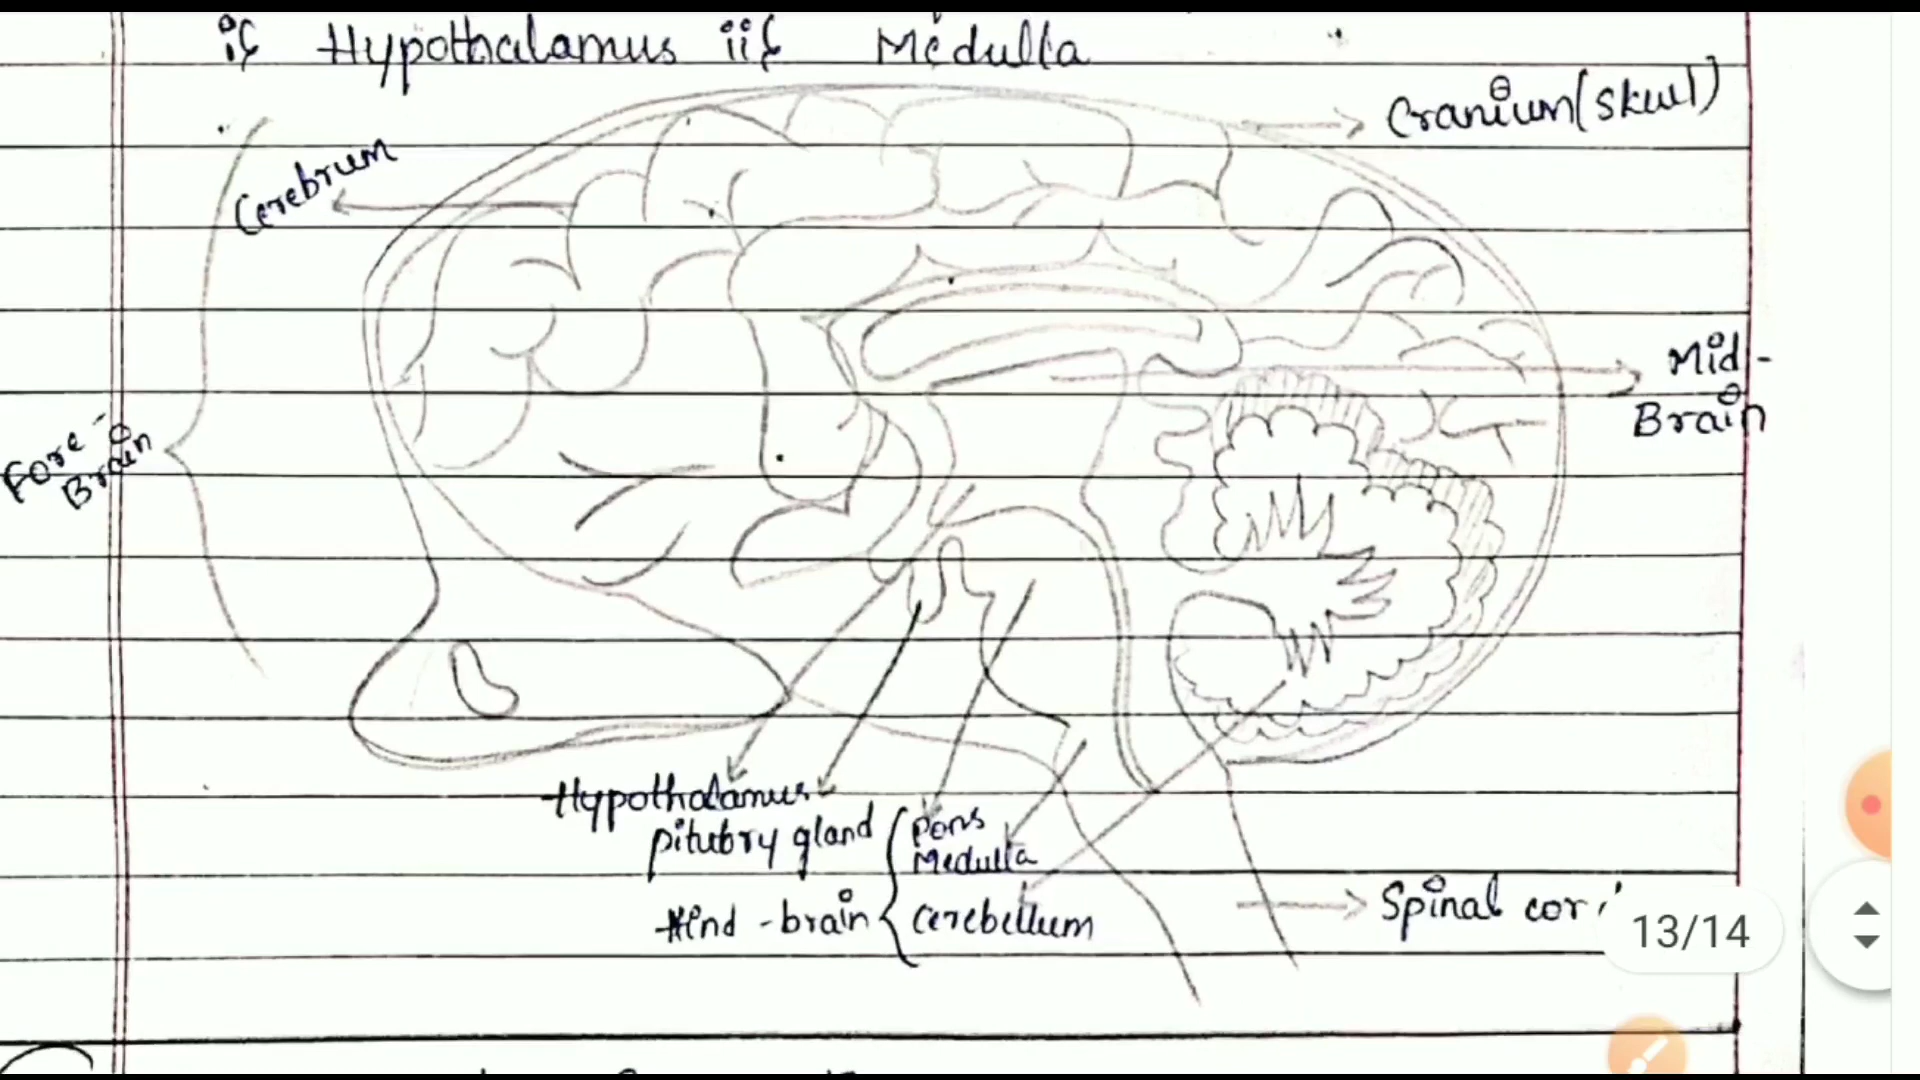 i) Hypothalamus ii) Medulla
Cranium (skull)
Cerebrum
Mid-
Brain
Fore-
Brain
Hypothalamus
pitubry gland
Pons
Medulla
Hind-brain
Cerebellum
Spinal cor
13/14